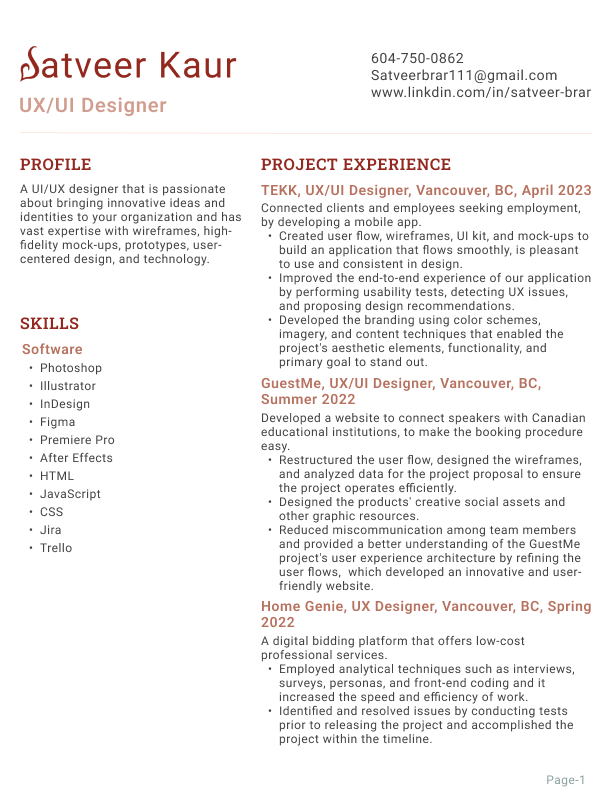 Satveer Kaur
UX/UI Designer
604-750-0862
Satveerbrar111@gmail.com
www.linkdin.com/in/satveer-brar
PROFILE
A UI/UX designer that is passionate
about bringing innovative ideas and
identities to your organization and has
vast expertise with wireframes, high-
fidelity mock-ups, prototypes, user-
centered design, and technology.
SKILLS
Software
• Photoshop
• Illustrator
• InDesign
• Figma
• Premiere Pro
• After Effects
• HTML
• JavaScript
• CSS
• Jira
• Trello
PROJECT EXPERIENCE
TEKK, UX/UI Designer, Vancouver, BC, April 2023
Connected clients and employees seeking employment,
by developing a mobile app.
• Created user flow, wireframes, UI kit, and mock-ups to
build an application that flows smoothly, is pleasant
to use and consistent in design.
• Improved the end-to-end experience of our application
by performing usability tests, detecting UX issues,
and proposing design recommendations.
• Developed the branding using color schemes,
imagery, and content techniques that enabled the
project's aesthetic elements, functionality, and
primary goal to stand out.
GuestMe, UX/UI Designer, Vancouver, BC,
Summer 2022
Developed a website to connect speakers with Canadian
educational institutions, to make the booking procedure
easy.
• Restructured the user flow, designed the wireframes,
and analyzed data for the project proposal to ensure
the project operates efficiently.
• Designed the products' creative social assets and
other graphic resources.
• Reduced miscommunication among team members
and provided a better understanding of the GuestMe
project's user experience architecture by refining the
user flows,  which developed an innovative and user-
friendly website.
Home Genie, UX Designer, Vancouver, BC, Spring
2022
A digital bidding platform that offers low-cost
professional services.
• Employed analytical techniques such as interviews,
surveys, personas, and front-end coding and it
increased the speed and efficiency of work.
• Identified and resolved issues by conducting tests
prior to releasing the project and accomplished the
project within the timeline.
Page-1